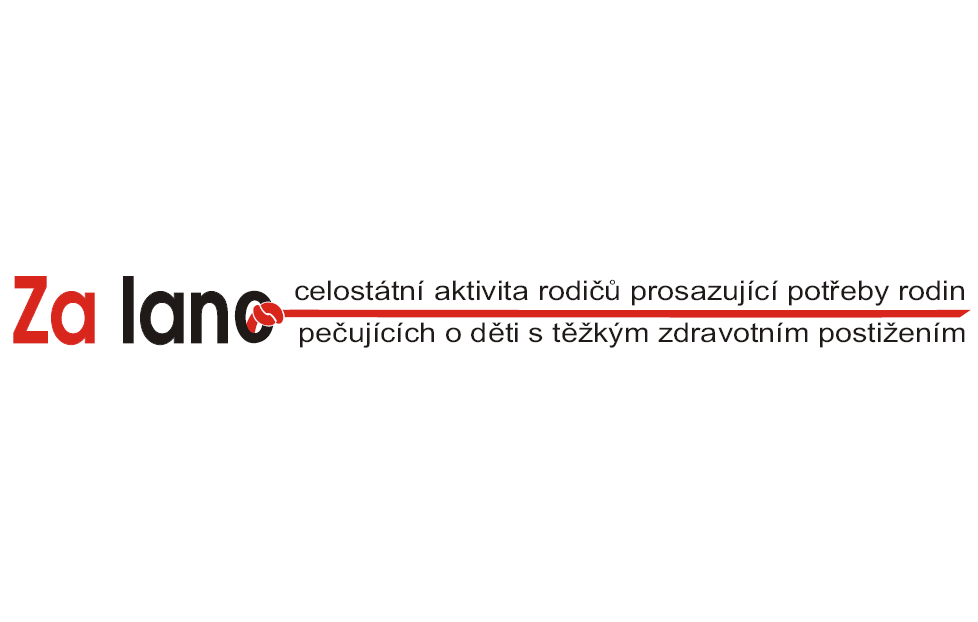 Za lano
celostátní aktivita rodičů prosazující potřeby rodin
pečujících o děti s těžkým zdravotním postižením